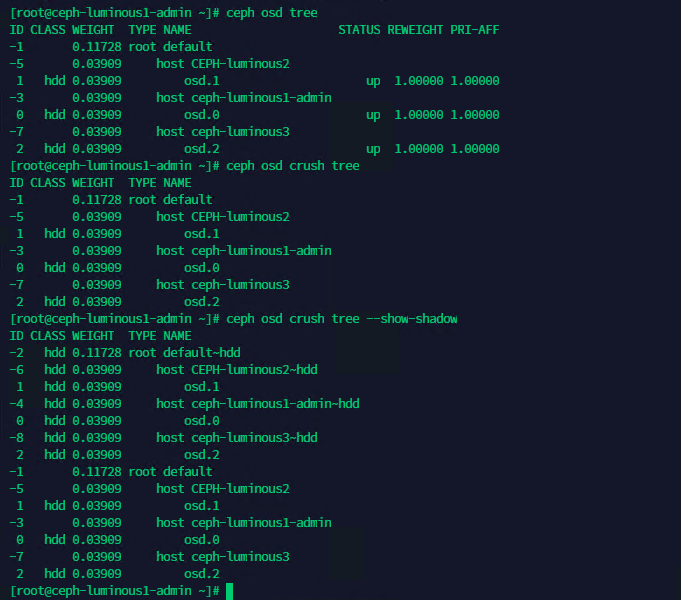 [root@ceph-luminous1-admin ~]# ceph osd tree
ID CLASS WEIGHT  TYPE NAME                     STATUS REWEIGHT PRI-AFF
-1       0.11728 root default
-5       0.03909     host CEPH-luminous2
 1   hdd 0.03909         osd.1                     up  1.00000 1.00000
-3       0.03909     host ceph-luminous1-admin
 0   hdd 0.03909         osd.0                     up  1.00000 1.00000
-7       0.03909     host ceph-luminous3
 2   hdd 0.03909         osd.2                     up  1.00000 1.00000
[root@ceph-luminous1-admin ~]# ceph osd crush tree
ID CLASS WEIGHT  TYPE NAME
-1       0.11728 root default
-5       0.03909     host CEPH-luminous2
 1   hdd 0.03909         osd.1
-3       0.03909     host ceph-luminous1-admin
 0   hdd 0.03909         osd.0
-7       0.03909     host ceph-luminous3
 2   hdd 0.03909         osd.2
[root@ceph-luminous1-admin ~]# ceph osd crush tree --show-shadow
ID CLASS WEIGHT  TYPE NAME
-2   hdd 0.11728 root default~hdd
-6   hdd 0.03909     host CEPH-luminous2~hdd
 1   hdd 0.03909         osd.1
-4   hdd 0.03909     host ceph-luminous1-admin~hdd
 0   hdd 0.03909         osd.0
-8   hdd 0.03909     host ceph-luminous3~hdd
 2   hdd 0.03909         osd.2
-1       0.11728 root default
-5       0.03909     host CEPH-luminous2
 1   hdd 0.03909         osd.1
-3       0.03909     host ceph-luminous1-admin
 0   hdd 0.03909         osd.0
-7       0.03909     host ceph-luminous3
 2   hdd 0.03909         osd.2
[root@ceph-luminous1-admin ~]#